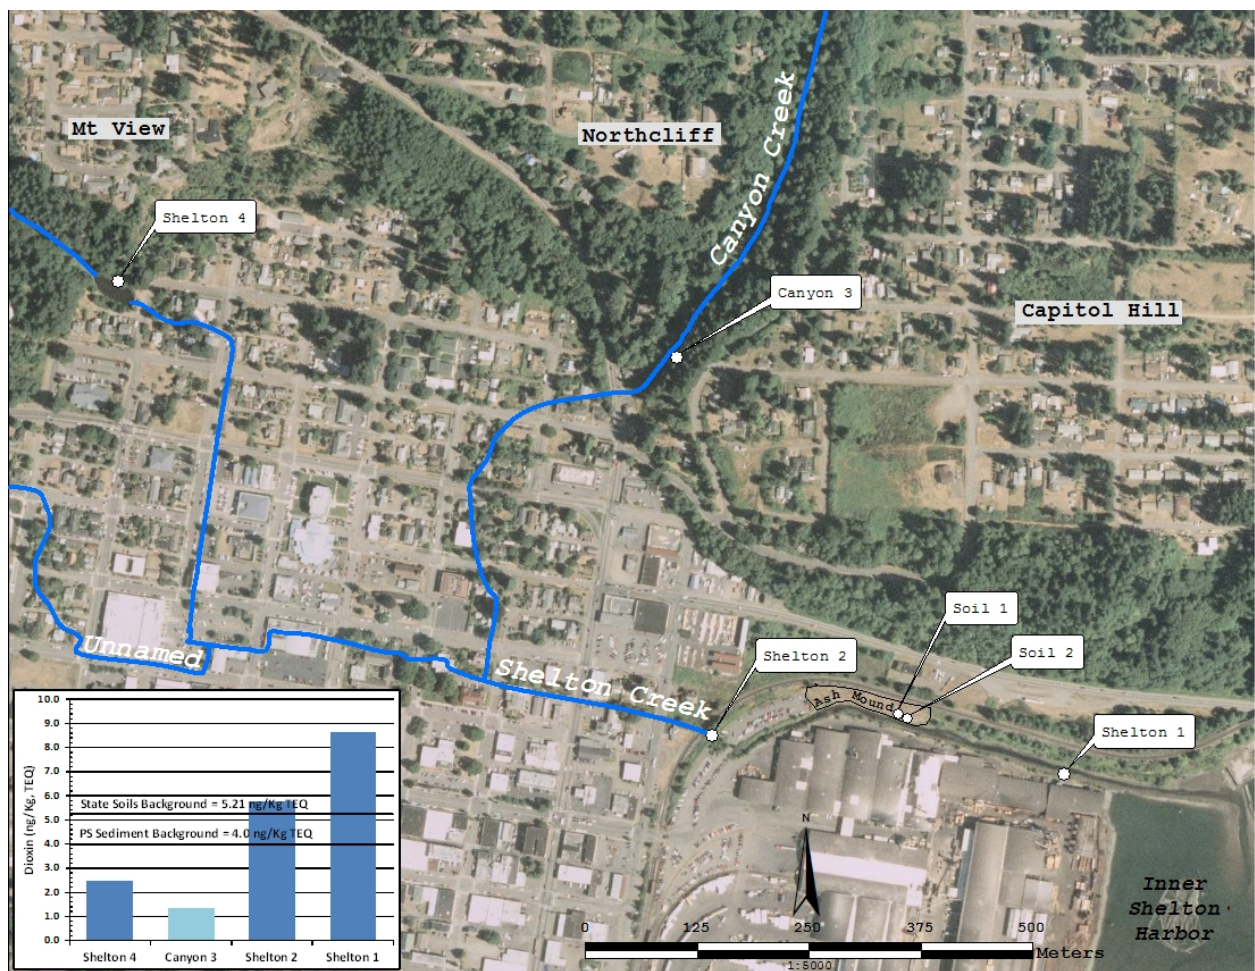 Mt View
Northcliff
Canyon Creek
Shelton 4
Canyon 3
Capitol Hill
Soil 1
Soil 2
Shelton 2
Shelton 1
Unnamed
Shelton Creek
Ash Mound
10.0
9.0
8.0
7.0
6.0
5.0
4.0
3.0
2.0
1.0
0.0
Dioxin (ng/Kg, TEQ)
State Soils Background = 5.21 ng/Kg TEQ
PS Sediment Background = 4.0 ng/Kg TEQ
Shelton 4 Canyon 3 Shelton 2 Shelton 1
N
0 125 250 375 500
Meters
1:5000
Inner
Shelton
Harbor